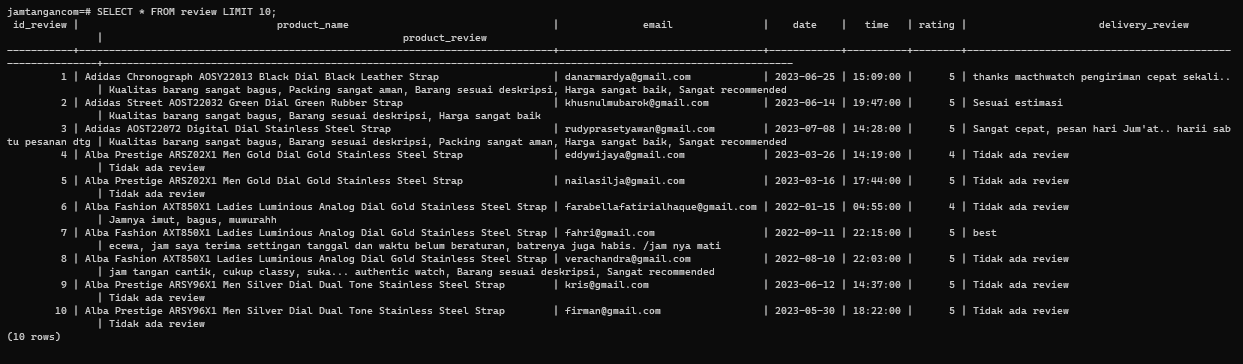 jamtangancom=# SELECT * FROM review LIMIT 10;
 id_review |                                 product_name                                  |               email               |    date    |   time   | rating |                      delivery_review
               |                                                  product_review
-----------+-------------------------------------------------------------------------------+-----------------------------------+------------+----------+--------+--------------------------------------------
---------------+-------------------------------------------------------------------------------------------------------------------
         1 | Adidas Chronograph AOSY22013 Black Dial Black Leather Strap                   | danarmardya@gmail.com             | 2023-06-25 | 15:09:00 |      5 | thanks macthwatch pengiriman cepat sekali..
               | Kualitas barang sangat bagus, Packing sangat aman, Barang sesuai deskripsi, Harga sangat baik, Sangat recommended
         2 | Adidas Street AOST22032 Green Dial Green Rubber Strap                         | khusnulmubarok@gmail.com          | 2023-06-14 | 19:47:00 |      5 | Sesuai estimasi
               | Kualitas barang sangat bagus, Barang sesuai deskripsi, Harga sangat baik
         3 | Adidas AOST22072 Digital Dial Stainless Steel Strap                           | rudyprasetyawan@gmail.com         | 2023-07-08 | 14:28:00 |      5 | Sangat cepat, pesan hari Jum'at.. harii sab
tu pesanan dtg | Kualitas barang sangat bagus, Barang sesuai deskripsi, Packing sangat aman, Harga sangat baik, Sangat recommended
         4 | Alba Prestige ARSZ02X1 Men Gold Dial Gold Stainless Steel Strap               | eddywijaya@gmail.com              | 2023-03-26 | 14:19:00 |      4 | Tidak ada review
               | Tidak ada review
         5 | Alba Prestige ARSZ02X1 Men Gold Dial Gold Stainless Steel Strap               | nailasilja@gmail.com              | 2023-03-16 | 17:44:00 |      5 | Tidak ada review
               | Tidak ada review
         6 | Alba Fashion AXT850X1 Ladies Luminious Analog Dial Gold Stainless Steel Strap | farabellafatirialhaque@gmail.com | 2022-01-15 | 04:55:00 |      4 | Tidak ada review
               | Jamnya imut, bagus, muwurahh
         7 | Alba Fashion AXT850X1 Ladies Luminious Analog Dial Gold Stainless Steel Strap | fahri@gmail.com                   | 2022-09-11 | 22:15:00 |      5 | best
               | ecewa, jam saya terima settingan tanggal dan waktu belum beraturan, batrenya juga habis. /jam nya mati
         8 | Alba Fashion AXT850X1 Ladies Luminious Analog Dial Gold Stainless Steel Strap | verachandra@gmail.com             | 2022-08-10 | 22:03:00 |      5 | Tidak ada review
               | jam tangan cantik, cukup classy, suka... authentic watch, Barang sesuai deskripsi, Sangat recommended
         9 | Alba Prestige ARSY96X1 Men Silver Dial Dual Tone Stainless Steel Strap        | kris@gmail.com                    | 2023-06-12 | 14:37:00 |      5 | Tidak ada review
               | Tidak ada review
        10 | Alba Prestige ARSY96X1 Men Silver Dial Dual Tone Stainless Steel Strap        | firman@gmail.com                  | 2023-05-30 | 18:22:00 |      5 | Tidak ada review
               | Tidak ada review
(10 rows)